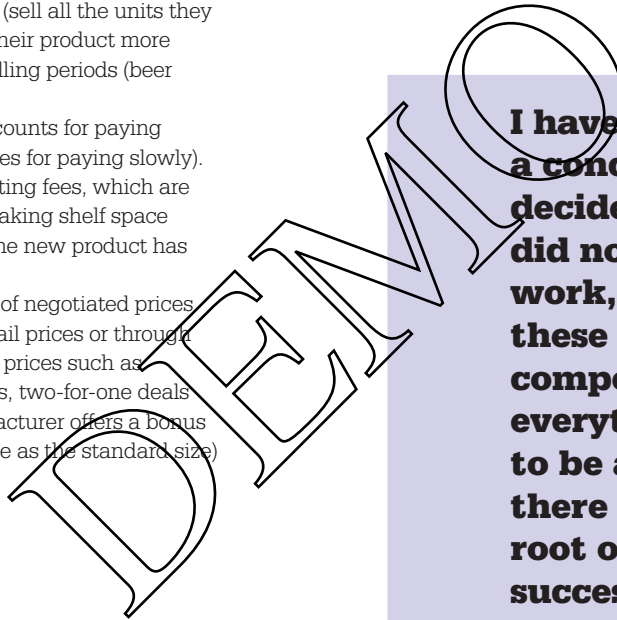 (sell all the units they
heir product more
lling periods (beer
counts for paying
es for paying slowly).
ting fees, which are
aking shelf space
ne new product has
of negotiated prices
ail prices or through
prices such as
s, two-for-one deals
acturer offers a bonus
e as the standard size)
I have
a conc
decide
did no
work,
these
compe
everyt
to be a
there
root o
succes
DEMO